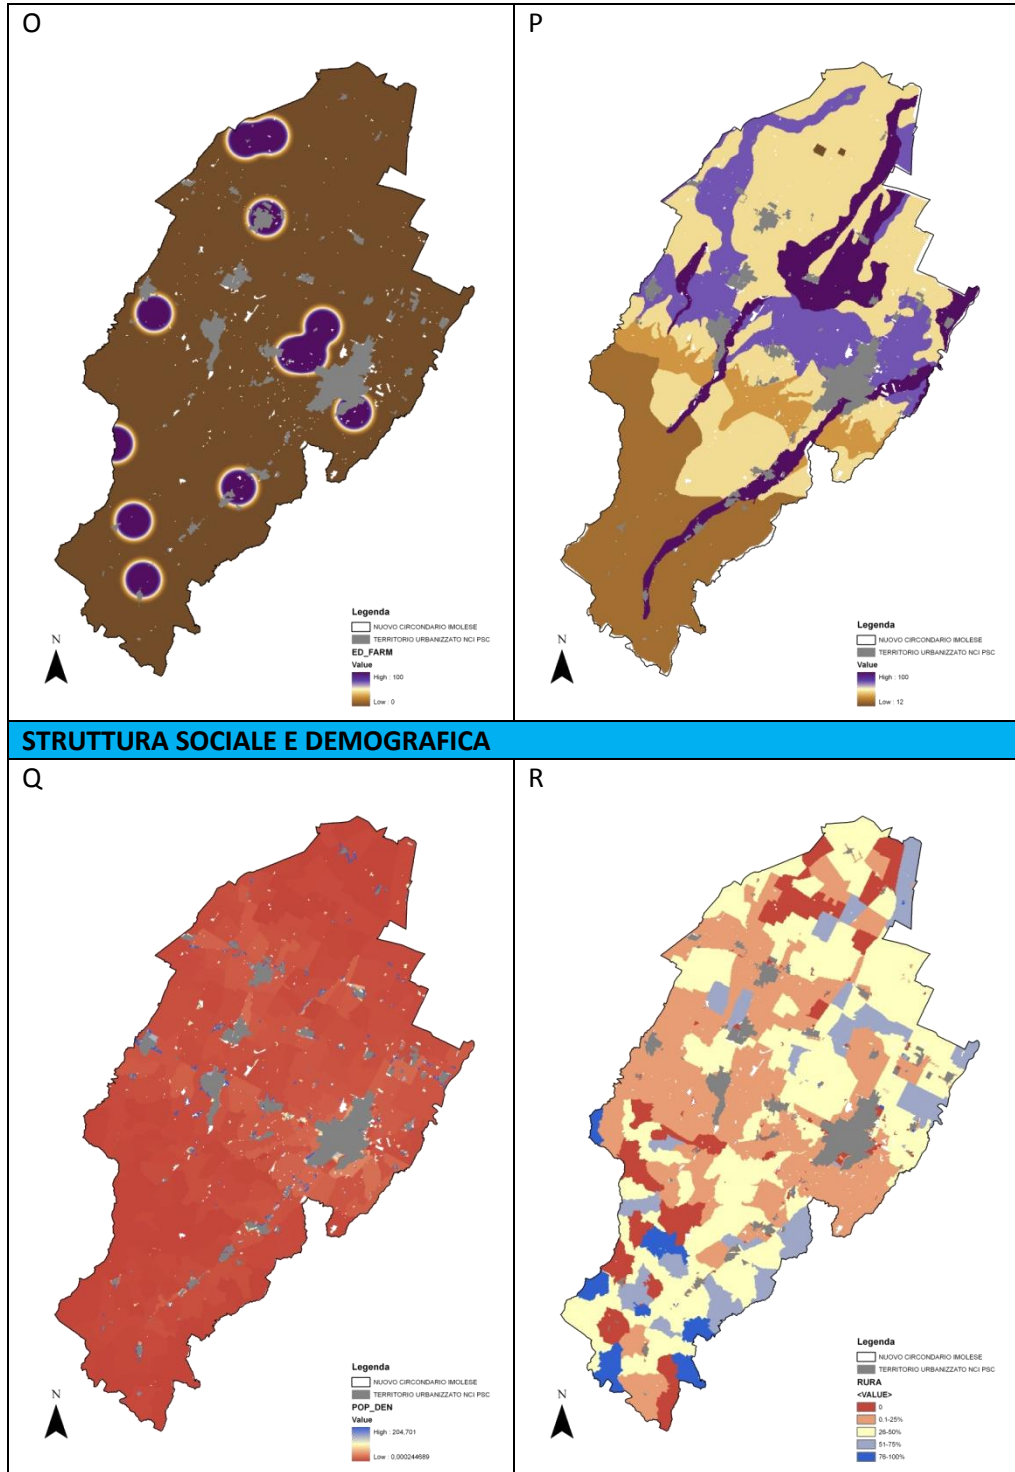 O
P
N
Legenda
NUOVO CIRCONDARIO IMOLESE
TERRITORIO URBANIZZATO NCI PSC
ED_FARM
Value
High : 100
Low : 0
N
Legenda
NUOVO CIRCONDARIO IMOLESE
TERRITORIO URBANIZZATO NCI PSC
Value
High : 100
Low : 12
STRUTTURA SOCIALE E DEMOGRAFICA
Q
R
N
Legenda
NUOVO CIRCONDARIO IMOLESE
TERRITORIO URBANIZZATO NCI PSC
POP_DEN
Value
High : 204,701
Low : 0,000244689
N
Legenda
NUOVO CIRCONDARIO IMOLESE
TERRITORIO URBANIZZATO NCI PSC
RURA
<VALUE>
0
0.1-25%
26-50%
51-75%
76-100%